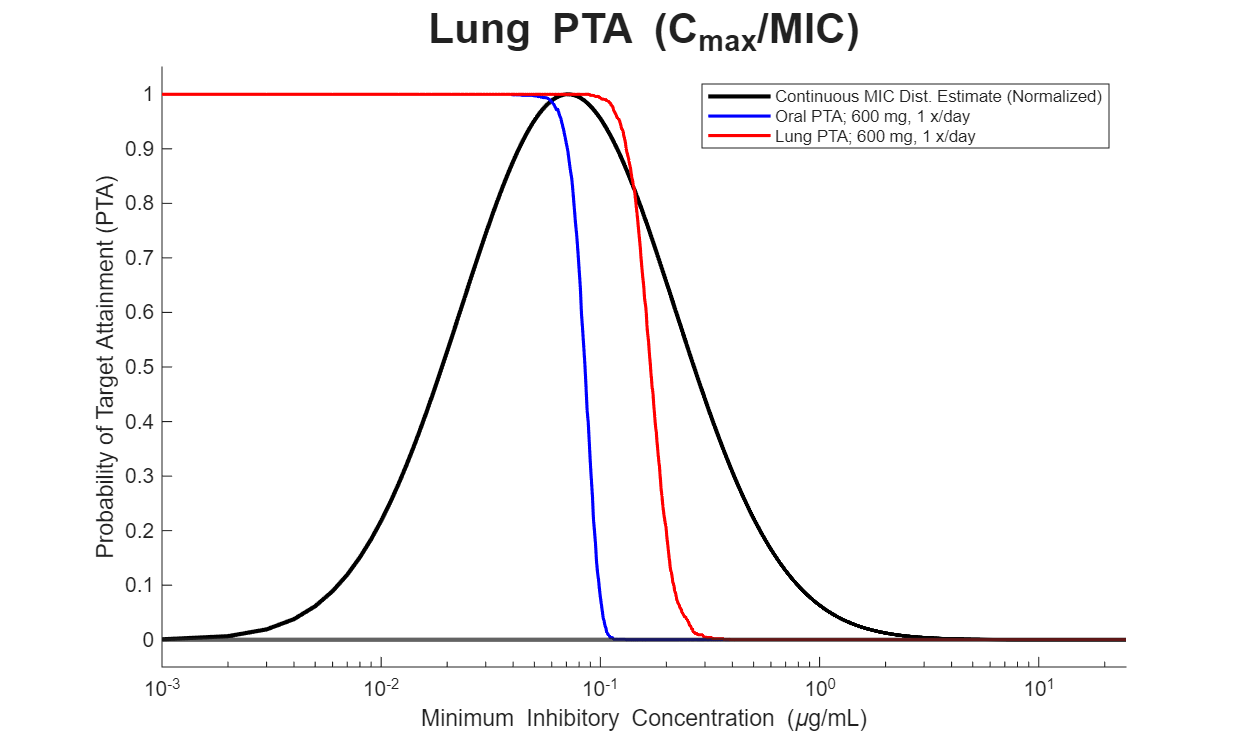 Lung PTA (Cmax/MIC)
Continuous MIC Dist. Estimate (Normalized)
Oral PTA; 600 mg, 1 x/day
Lung PTA; 600 mg, 1 x/day
Probability of Target Attainment (PTA)
1
0.9
0.8
0.7
0.6
0.5
0.4
0.3
0.2
0.1
0
10-3
10-2
10-1
100
101
Minimum Inhibitory Concentration (µg/mL)